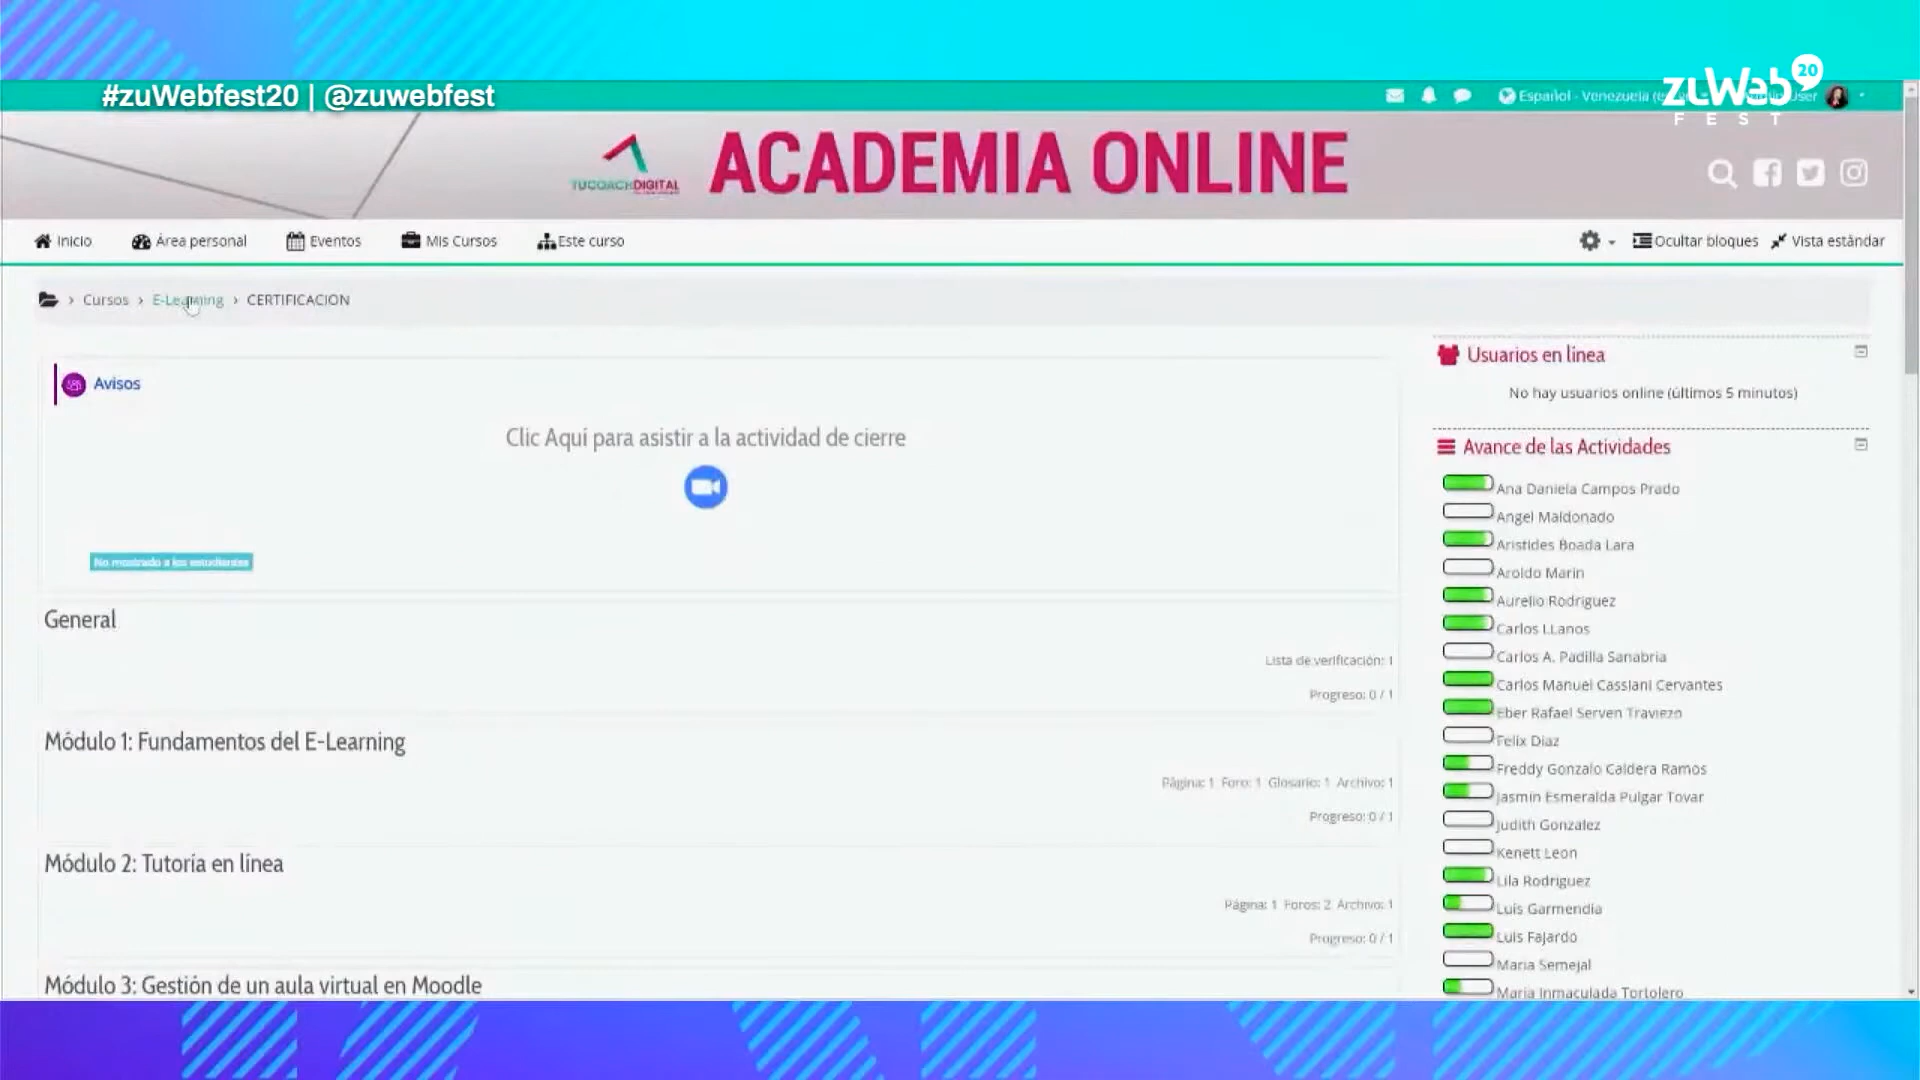 #zuWebfest20 | @zuwebfest
Español - Venezuela
User
zuWeb 20
FEST
TUCOACHDIGITAL
ACADEMIA ONLINE
Inicio
Área personal
Eventos
Mis Cursos
Este curso
Ocultar bloques
Vista estándar
Cursos › E-Learning › CERTIFICACION
Avisos
Clic Aquí para asistir a la actividad de cierre
No mostrado a los estudiantes
General
Lista de verificación: 1
Progreso: 0 / 1
Módulo 1: Fundamentos del E-Learning
Página: 1 Foro: 1 Glosario: 1 Archivo: 1
Progreso: 0 / 1
Módulo 2: Tutoría en línea
Página: 1 Foros: 2 Archivo: 1
Progreso: 0 / 1
Módulo 3: Gestión de un aula virtual en Moodle
Usuarios en línea
No hay usuarios online (últimos 5 minutos)
Avance de las Actividades
Ana Daniela Campos Prado
Angel Maldonado
Aristides Boada Lara
Aroldo Marin
Aurelio Rodriguez
Carlos LLanos
Carlos A. Padilla Sanabria
Carlos Manuel Cassiani Cervantes
Eber Rafael Serven Traviezo
Felix Diaz
Freddy Gonzalo Caldera Ramos
Jasmin Esmeralda Pulgar Tovar
Judith Gonzalez
Kenett Leon
Lila Rodriguez
Luis Garmendia
Luis Fajardo
Maria Semejal
Maria Inmaculada Tortolero